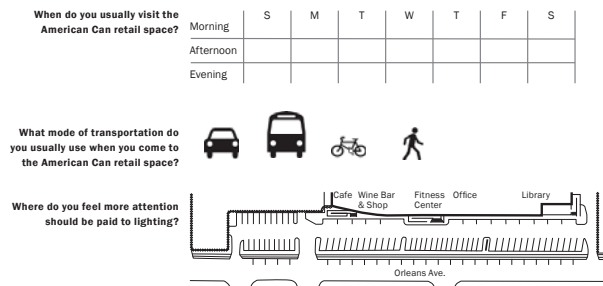 When do you usually visit the
American Can retail space?
S M T W T F S
Morning
Afternoon
Evening
What mode of transportation do
you usually use when you come to
the American Can retail space?
Where do you feel more attention
should be paid to lighting?
Cafe Wine Bar Fitness Office Library
& Shop Center
Orleans Ave.